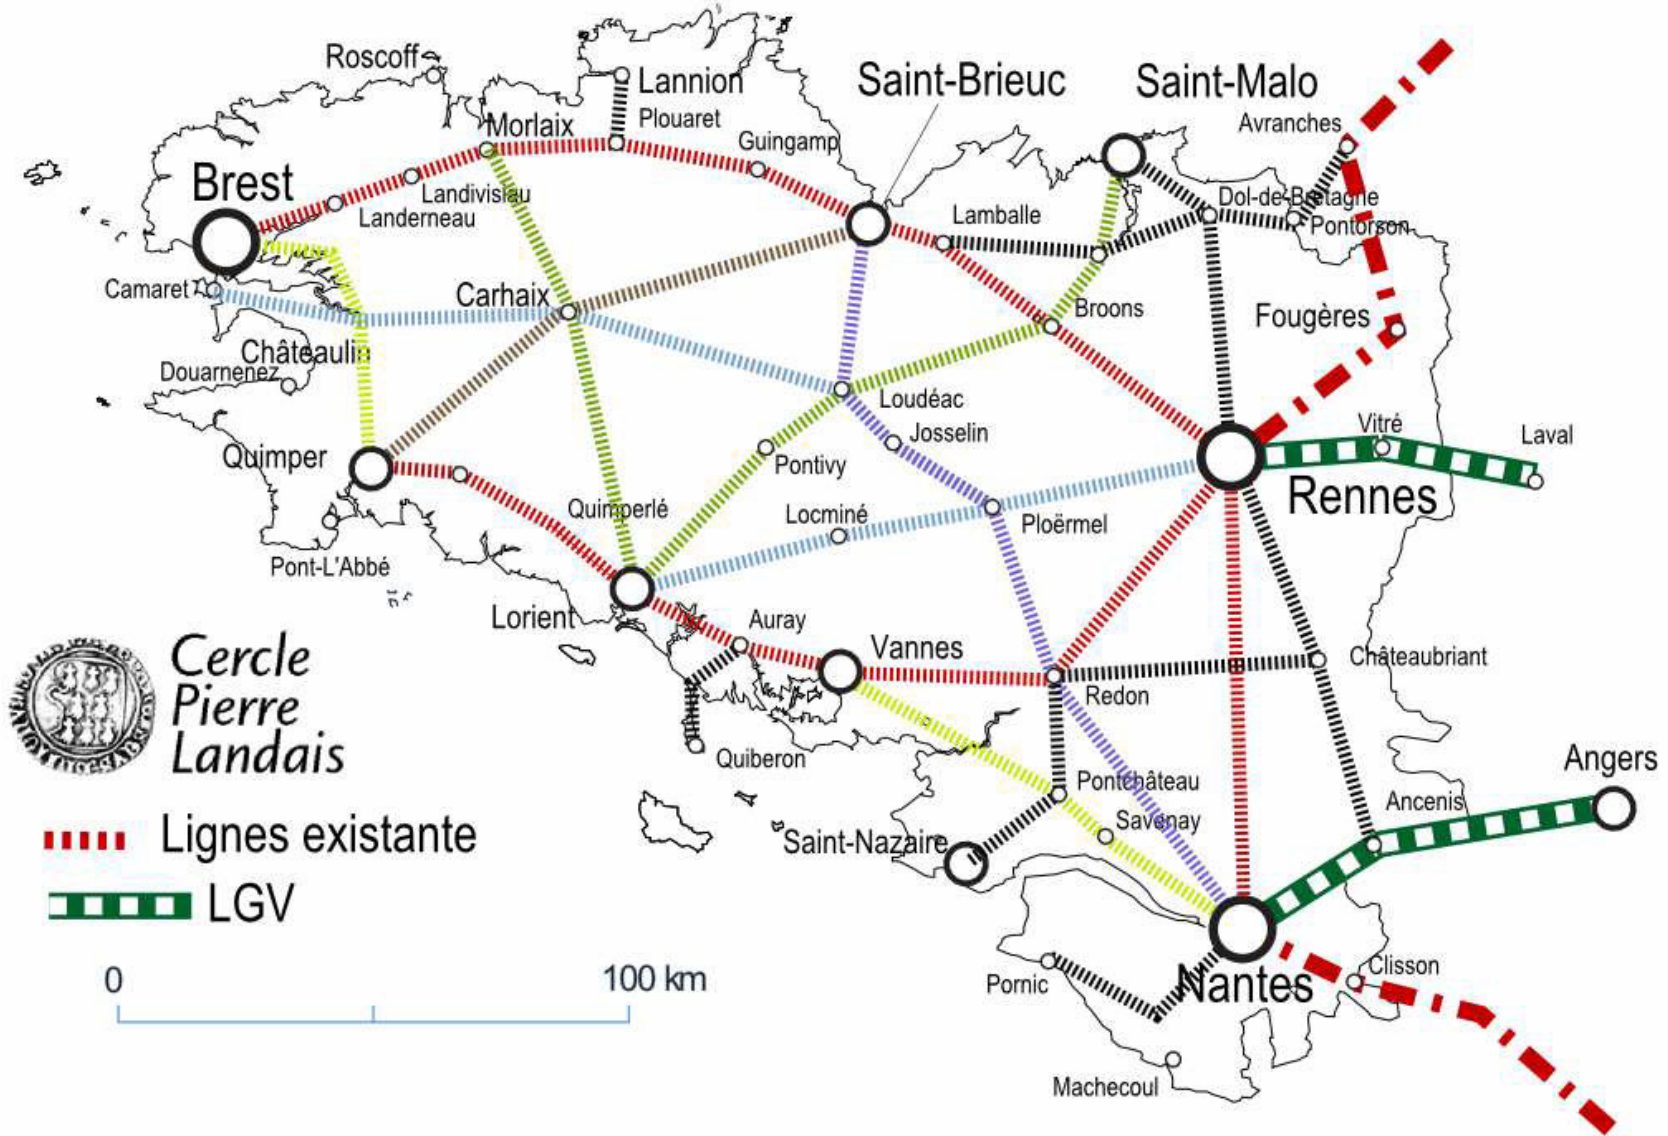 Roscoff
Lannion
Plouaret
Saint-Brieuc
Saint-Malo
Avranches
Morlaix
Guingamp
Brest
Landivisiau
Landerneau
Lamballe
Dol-de-Bretagne
Pontorson
Camaret
Carhaix
Broons
Fougères
Châteaulin
Douarnenez
Loudéac
Josselin
Vitré
Laval
Quimper
Pontivy
Rennes
Quimperlé
Locminé
Ploërmel
Pont-L'Abbé
Lorient
Auray
Vannes
Châteaubriant
Redon
Cercle
Pierre
Landais
Quiberon
Angers
Pontchâteau
Ancenis
Savenay
Saint-Nazaire
Lignes existante
LGV
0
100 km
Nantes
Clisson
Pornic
Machecoul